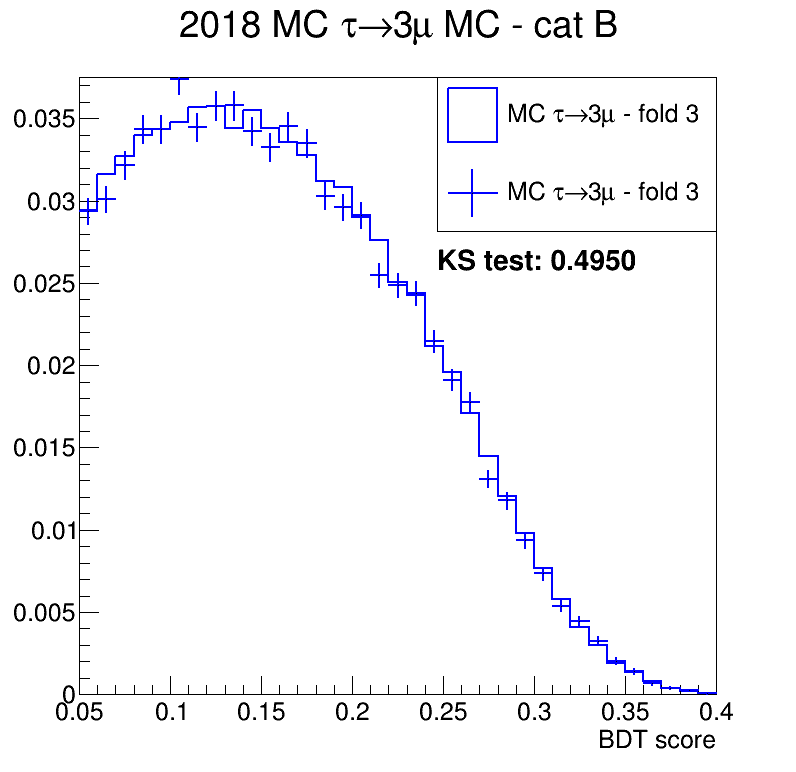 2018 MC τ→3μ MC - cat B
MC τ→3μ - fold 3
MC τ→3μ - fold 3
KS test: 0.4950
0.035
0.03
0.025
0.02
0.015
0.01
0.005
0
0.05 0.1 0.15 0.2 0.25 0.3 0.35 0.4
BDT score